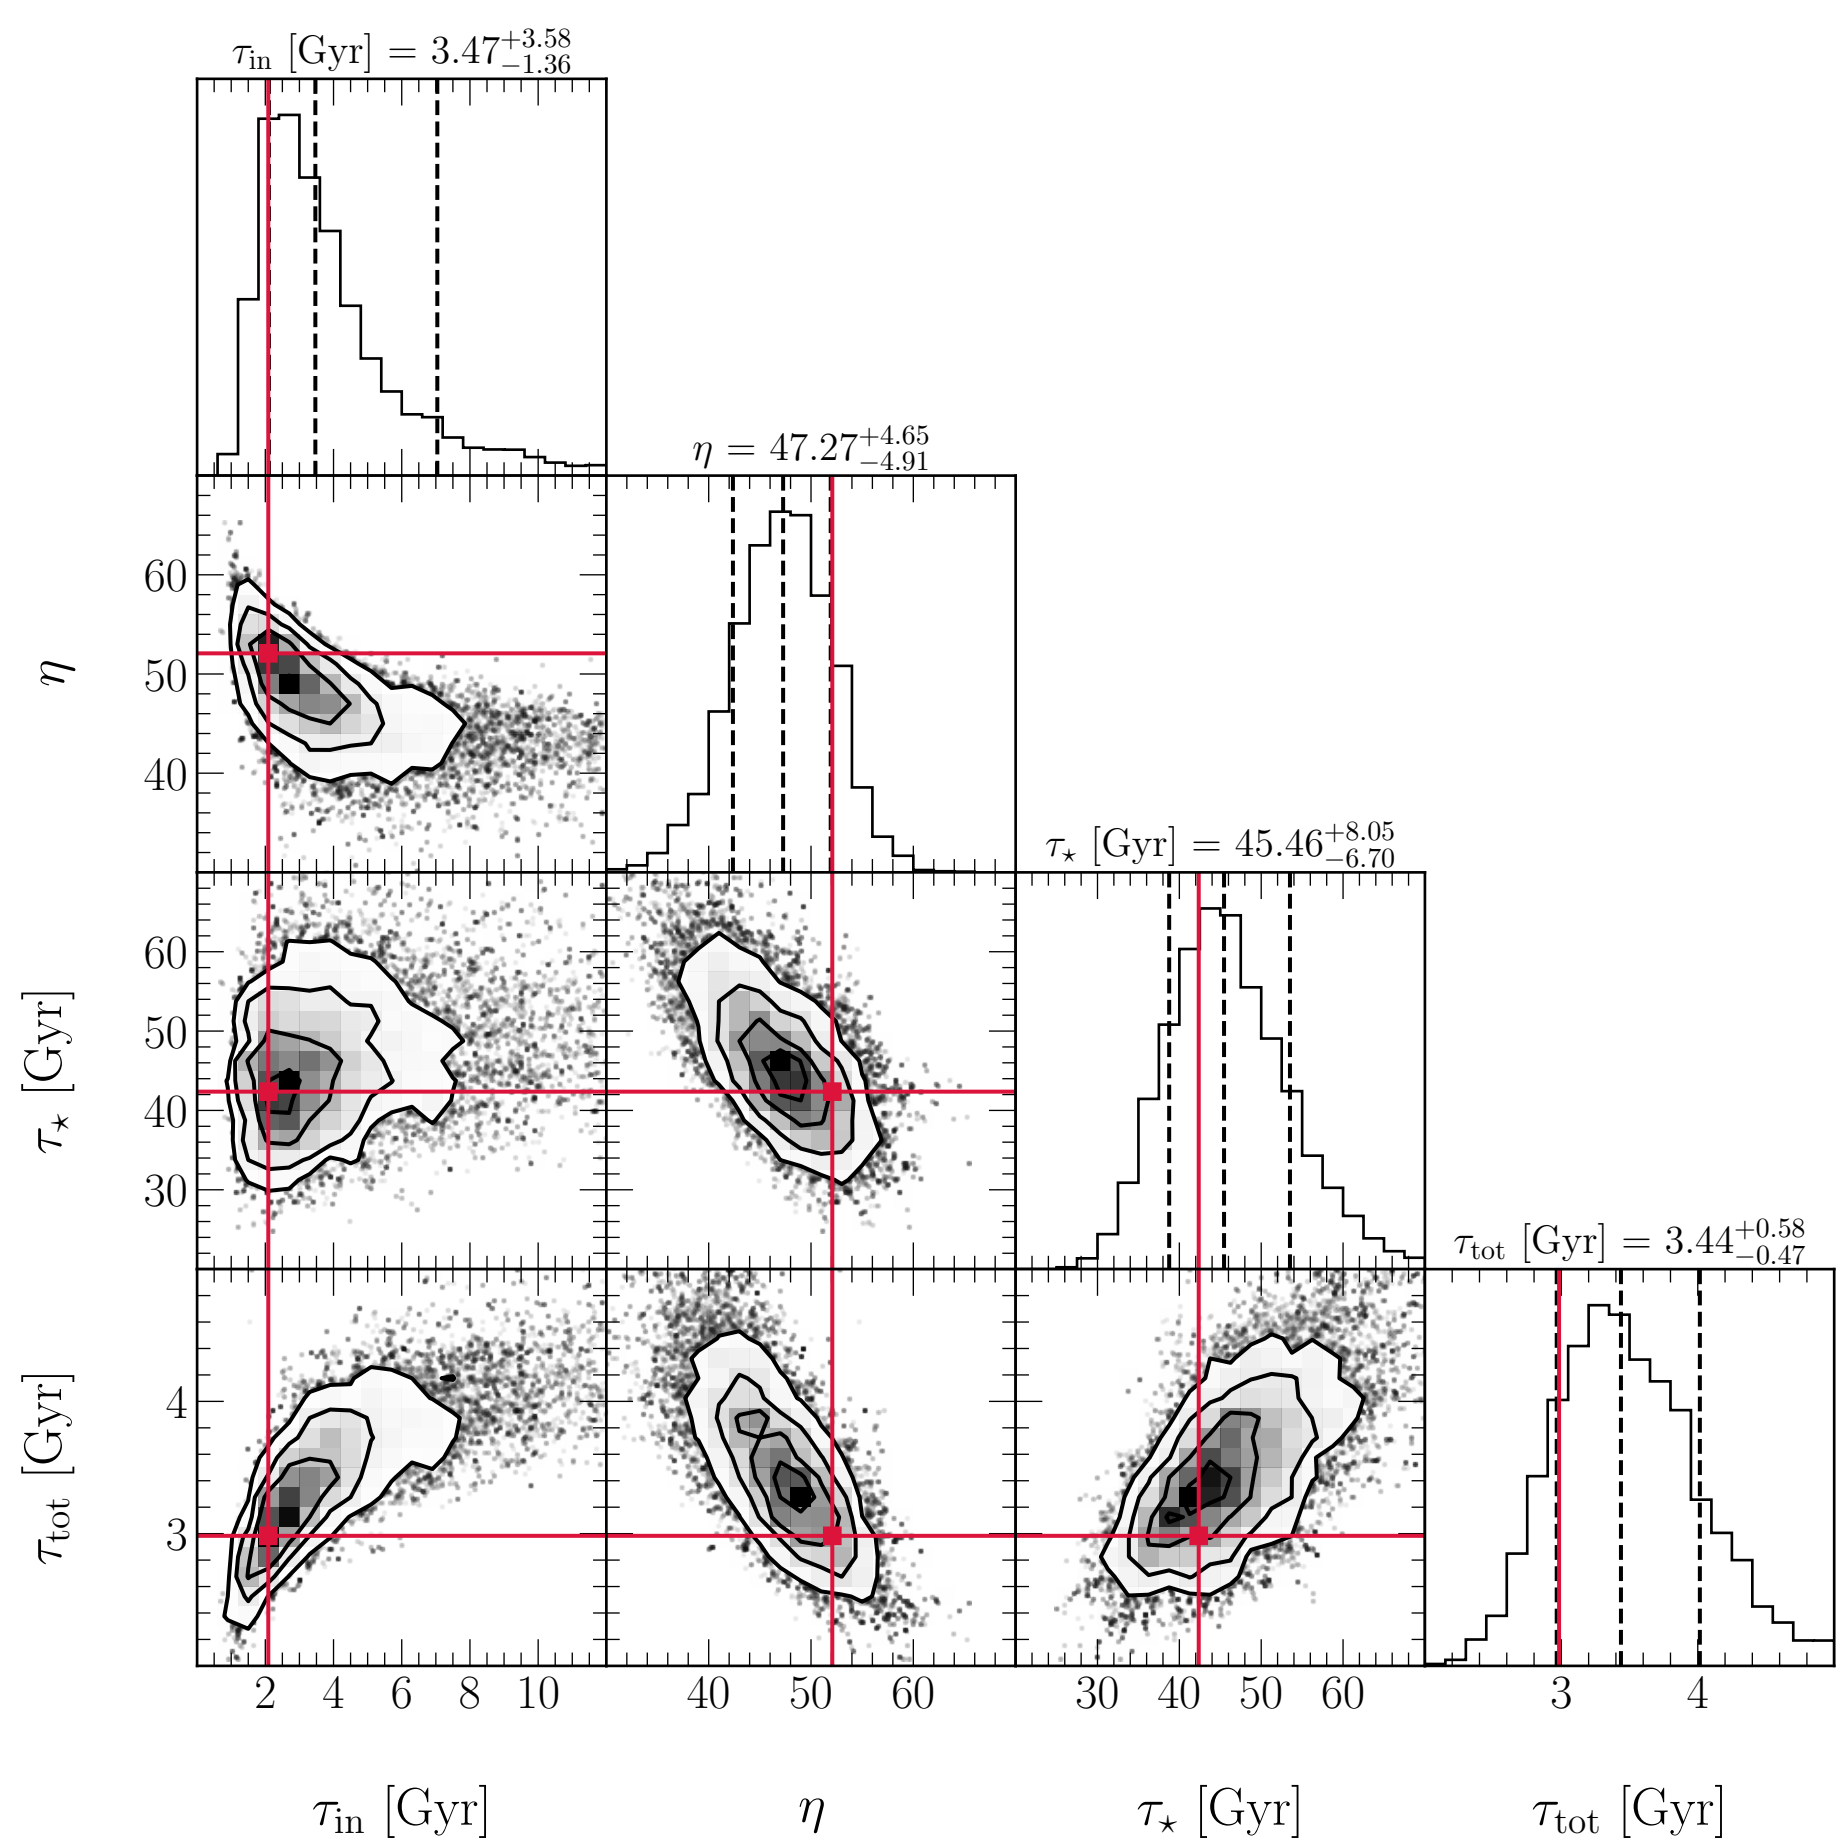 τ_in [Gyr] = 3.47^{+3.58}_{−1.36}
η = 47.27^{+4.65}_{−4.91}
60
50
40
η
τ_⋆ [Gyr] = 45.46^{+8.05}_{−6.70}
60
50
40
30
τ_⋆ [Gyr]
τ_tot [Gyr] = 3.44^{+0.58}_{−0.47}
4
3
τ_tot [Gyr]
2 4 6 8 10
40 50 60
30 40 50 60
3 4
τ_in [Gyr]
η
τ_⋆ [Gyr]
τ_tot [Gyr]